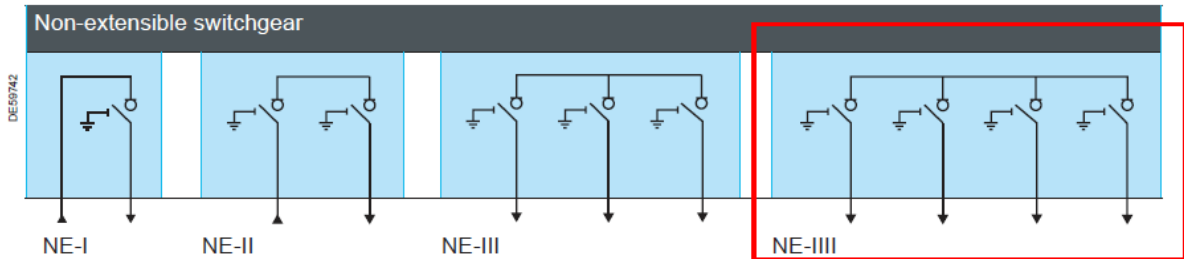 Non-extensible switchgear
DE59742
NE-I
NE-II
NE-III
NE-IIII